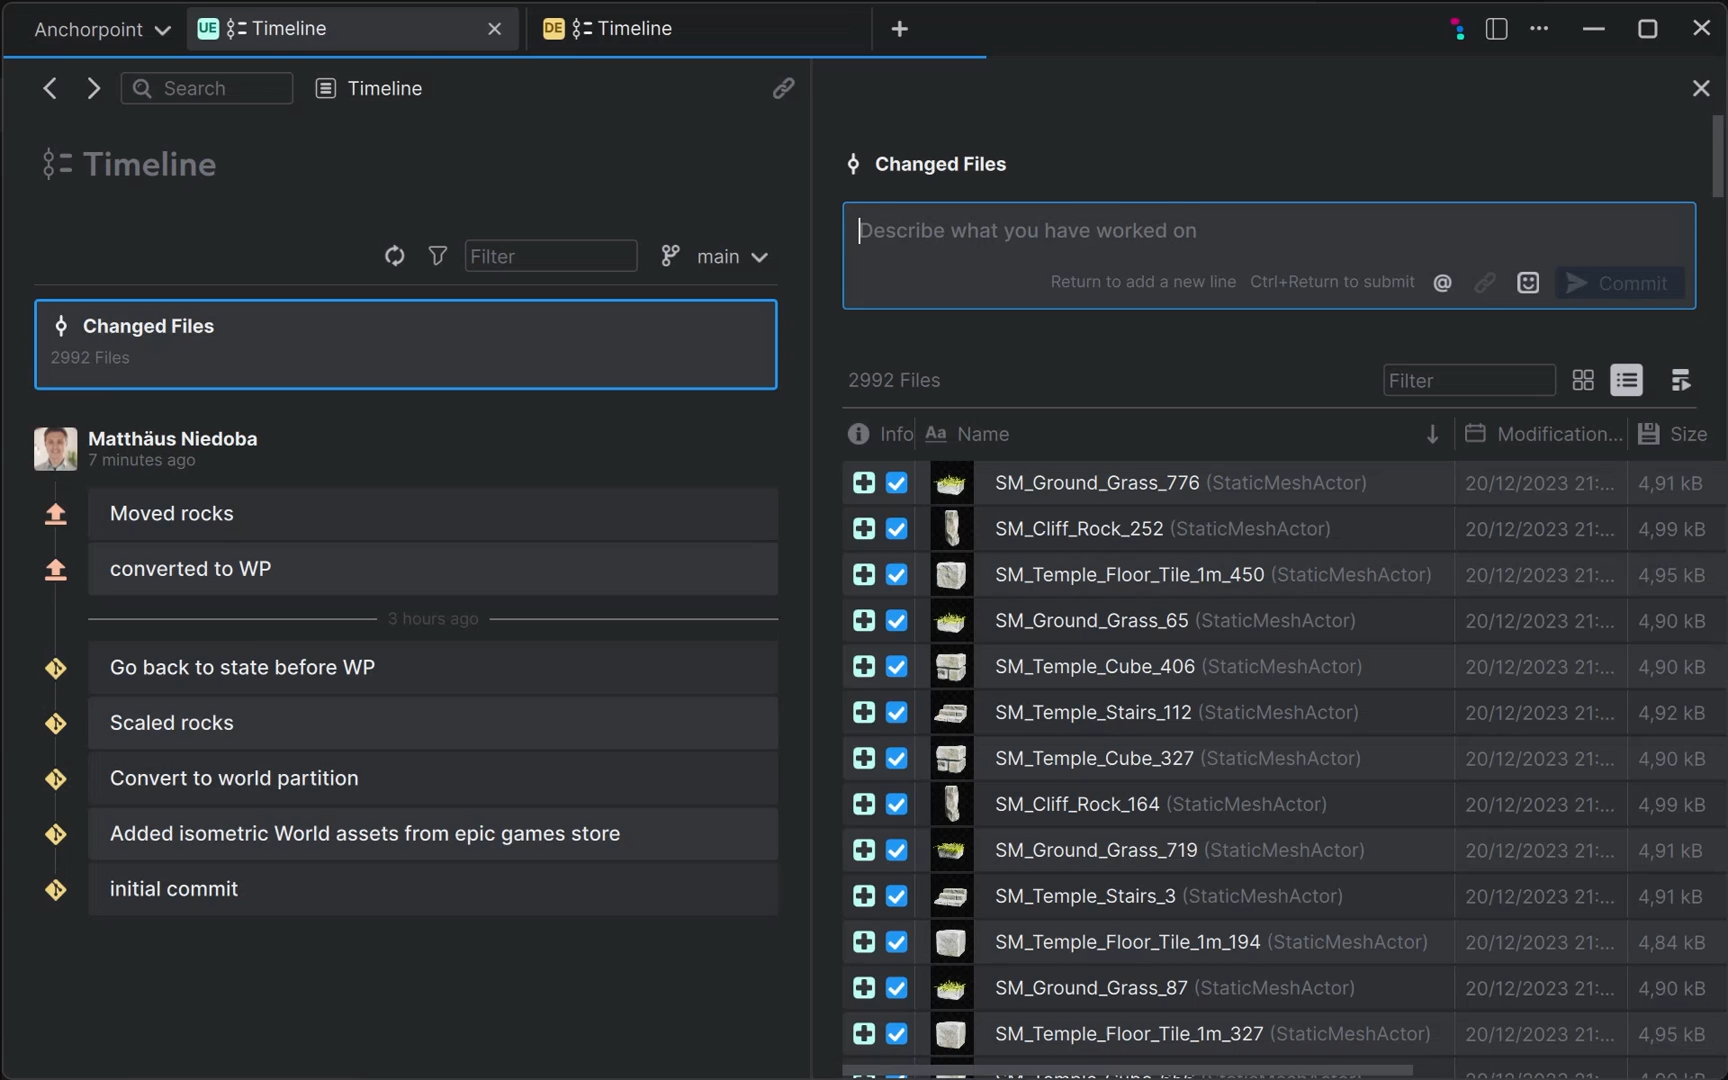 Anchorpoint
UE Timeline
DE Timeline
Search
Timeline
Timeline
Filter
main
Changed Files
2992 Files
Matthäus Niedoba
7 minutes ago
Moved rocks
converted to WP
3 hours ago
Go back to state before WP
Scaled rocks
Convert to world partition
Added isometric World assets from epic games store
initial commit
Changed Files
Describe what you have worked on
Return to add a new line Ctrl+Return to submit @ Commit
2992 Files Filter
Info Aa Name Modification... Size
SM_Ground_Grass_776 (StaticMeshActor) 20/12/2023 21:... 4,91 kB
SM_Cliff_Rock_252 (StaticMeshActor) 20/12/2023 21:... 4,99 kB
SM_Temple_Floor_Tile_1m_450 (StaticMeshActor) 20/12/2023 21:... 4,95 kB
SM_Ground_Grass_65 (StaticMeshActor) 20/12/2023 21:... 4,90 kB
SM_Temple_Cube_406 (StaticMeshActor) 20/12/2023 21:... 4,90 kB
SM_Temple_Stairs_112 (StaticMeshActor) 20/12/2023 21:... 4,92 kB
SM_Temple_Cube_327 (StaticMeshActor) 20/12/2023 21:... 4,90 kB
SM_Cliff_Rock_164 (StaticMeshActor) 20/12/2023 21:... 4,99 kB
SM_Ground_Grass_719 (StaticMeshActor) 20/12/2023 21:... 4,91 kB
SM_Temple_Stairs_3 (StaticMeshActor) 20/12/2023 21:... 4,91 kB
SM_Temple_Floor_Tile_1m_194 (StaticMeshActor) 20/12/2023 21:... 4,84 kB
SM_Ground_Grass_87 (StaticMeshActor) 20/12/2023 21:... 4,90 kB
SM_Temple_Floor_Tile_1m_327 (StaticMeshActor) 20/12/2023 21:... 4,95 kB